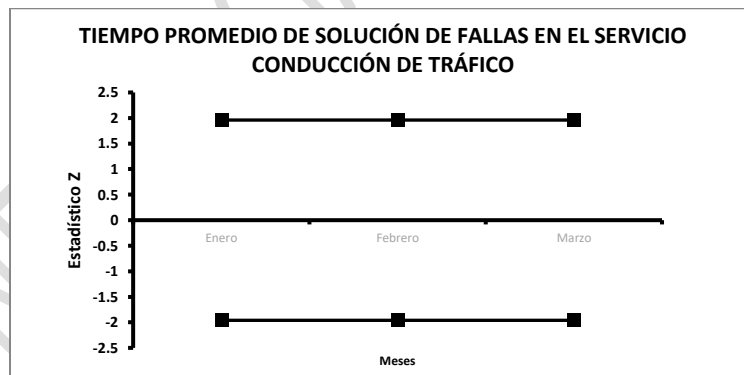 TIEMPO PROMEDIO DE SOLUCIÓN DE FALLAS EN EL SERVICIO
CONDUCCIÓN DE TRÁFICO
2.5
2
1.5
1
0.5
0
-0.5
-1
-1.5
-2
-2.5
Estadístico Z
Enero
Febrero
Marzo
Meses